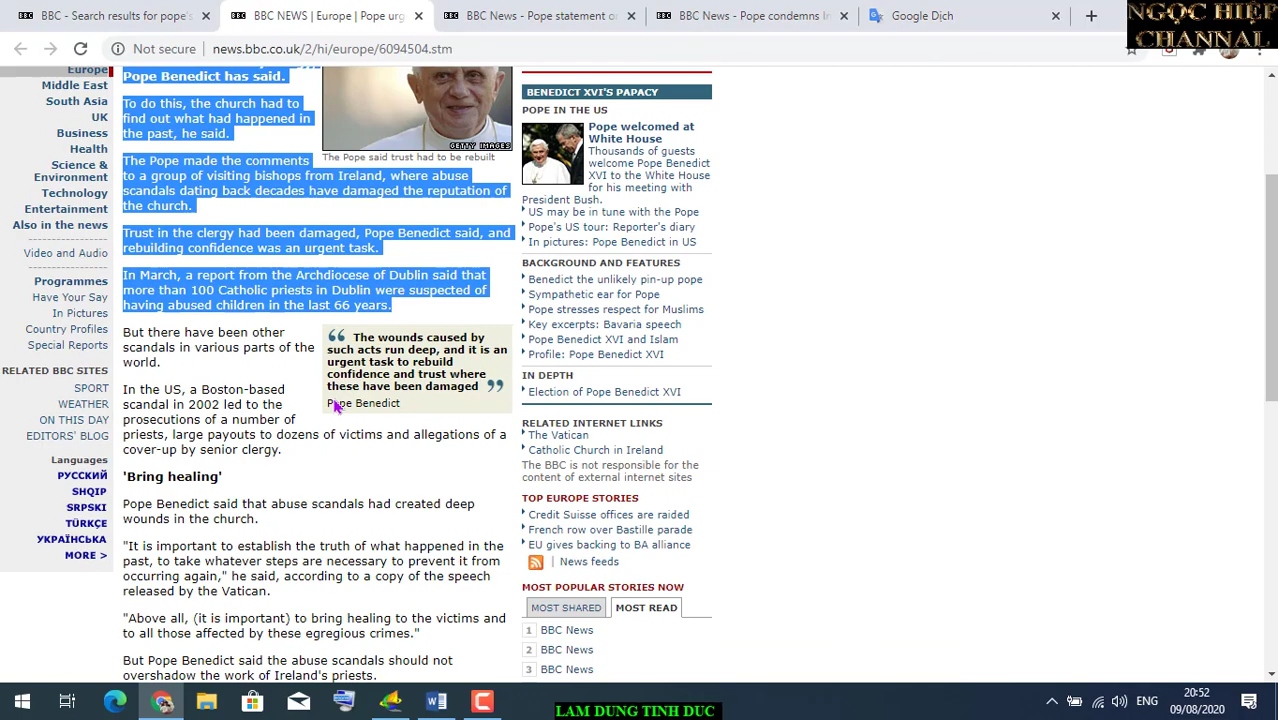 BBC - Search results for pope's
BBC NEWS | Europe | Pope urg
BBC News - Pope statement on
BBC News - Pope condemns Ir
Google Dịch
NGỌC HIỆP
CHANNAL
Not secure
news.bbc.co.uk/2/hi/europe/6094504.stm
Europe
Middle East
South Asia
UK
Business
Health
Science &
Environment
Technology
Entertainment
Also in the news
Video and Audio
Programmes
Have Your Say
In Pictures
Country Profiles
Special Reports
RELATED BBC SITES
SPORT
WEATHER
ON THIS DAY
EDITORS' BLOG
Languages
РУССКИЙ
SHQIP
SRPSKI
TÜRKÇE
УКРАЇНСЬКА
MORE >
Pope Benedict has said.
To do this, the church had to
find out what had happened in
the past, he said.
The Pope made the comments
to a group of visiting bishops from Ireland, where abuse
scandals dating back decades have damaged the reputation of
the church.
Trust in the clergy had been damaged, Pope Benedict said, and
rebuilding confidence was an urgent task.
In March, a report from the Archdiocese of Dublin said that
more than 100 Catholic priests in Dublin were suspected of
having abused children in the last 66 years.
GETTY IMAGES
The Pope said trust had to be rebuilt
But there have been other
scandals in various parts of the
world.
In the US, a Boston-based
scandal in 2002 led to the
prosecutions of a number of
priests, large payouts to dozens of victims and allegations of a
cover-up by senior clergy.
“ The wounds caused by
such acts run deep, and it is an
urgent task to rebuild
confidence and trust where
these have been damaged ”
Pope Benedict
'Bring healing'
Pope Benedict said that abuse scandals had created deep
wounds in the church.
"It is important to establish the truth of what happened in the
past, to take whatever steps are necessary to prevent it from
occurring again," he said, according to a copy of the speech
released by the Vatican.
"Above all, (it is important) to bring healing to the victims and
to all those affected by these egregious crimes."
But Pope Benedict said the abuse scandals should not
overshadow the work of Ireland's priests.
BENEDICT XVI'S PAPACY
POPE IN THE US
Pope welcomed at
White House
Thousands of guests
welcome Pope Benedict
XVI to the White House
for his meeting with
President Bush.
US may be in tune with the Pope
Pope's US tour: Reporter's diary
In pictures: Pope Benedict in US
BACKGROUND AND FEATURES
Benedict the unlikely pin-up pope
Sympathetic ear for Pope
Pope stresses respect for Muslims
Key excerpts: Bavaria speech
Pope Benedict XVI and Islam
Profile: Pope Benedict XVI
IN DEPTH
Election of Pope Benedict XVI
RELATED INTERNET LINKS
The Vatican
Catholic Church in Ireland
The BBC is not responsible for the
content of external internet sites
TOP EUROPE STORIES
Credit Suisse offices are raided
French row over Bastille parade
EU gives backing to BA alliance
News feeds
MOST POPULAR STORIES NOW
MOST SHARED
MOST READ
1 BBC News
2 BBC News
3 BBC News
ENG
20:52
09/08/2020
LAM DUNG TINH DUC